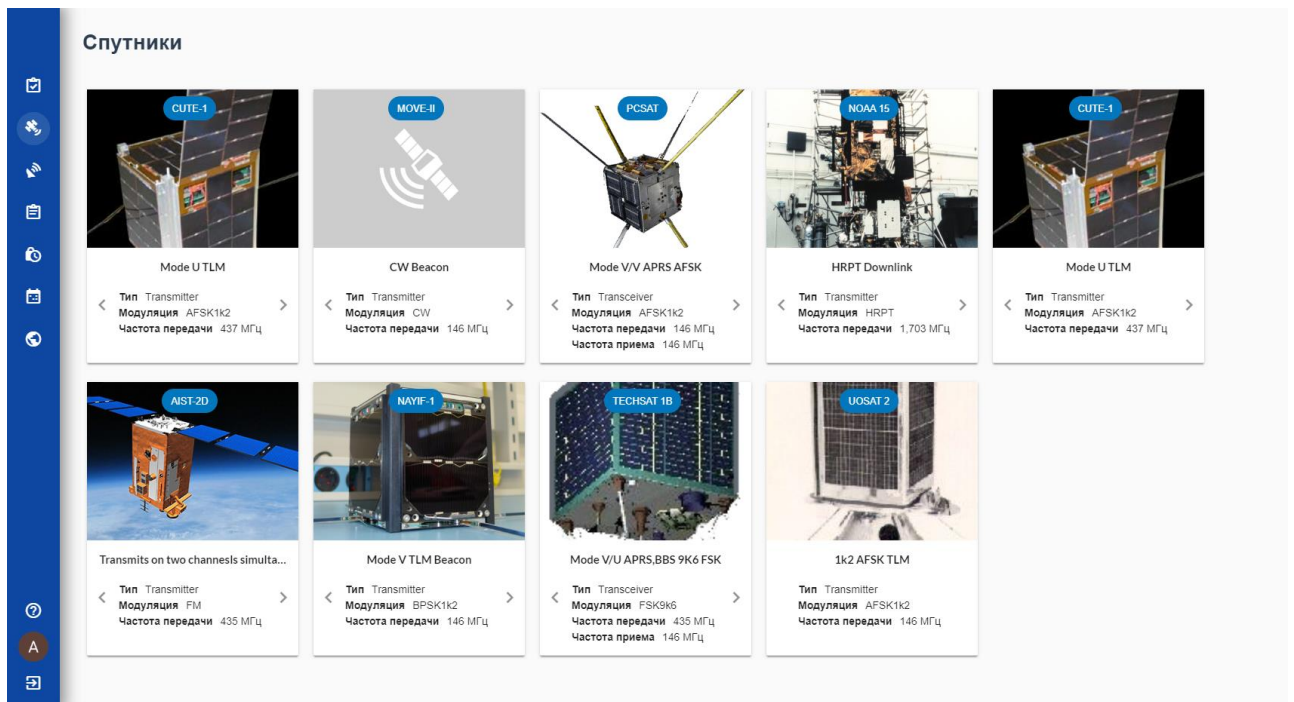 Спутники
CUTE-1
Mode U TLM
Тип Transmitter
Модуляция AFSK1k2
Частота передачи 437 МГц
MOVE-II
CW Beacon
Тип Transmitter
Модуляция CW
Частота передачи 146 МГц
PCSAT
Mode V/V APRS AFSK
Тип Transceiver
Модуляция AFSK1k2
Частота передачи 146 МГц
Частота приема 146 МГц
NOAA 15
HRPT Downlink
Тип Transmitter
Модуляция HRPT
Частота передачи 1,703 МГц
CUTE-1
Mode U TLM
Тип Transmitter
Модуляция AFSK1k2
Частота передачи 437 МГц
AIST-2D
Transmits on two channesls simulta...
Тип Transmitter
Модуляция FM
Частота передачи 435 МГц
NAYIF-1
Mode V TLM Beacon
Тип Transmitter
Модуляция BPSK1k2
Частота передачи 146 МГц
TECHSAT 1B
Mode V/U APRS,BBS 9K6 FSK
Тип Transceiver
Модуляция FSK9k6
Частота передачи 435 МГц
Частота приема 146 МГц
UOSAT 2
1k2 AFSK TLM
Тип Transmitter
Модуляция AFSK1k2
Частота передачи 146 МГц
A